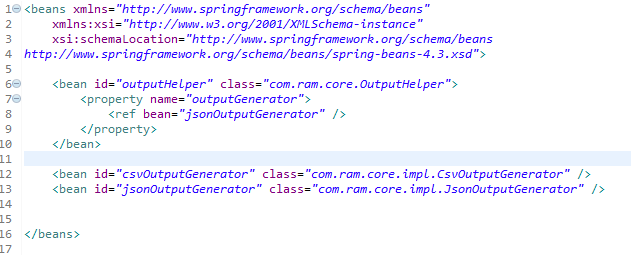 1 <beans xmlns="http://www.springframework.org/schema/beans"
2     xmlns:xsi="http://www.w3.org/2001/XMLSchema-instance"
3     xsi:schemaLocation="http://www.springframework.org/schema/beans
4 http://www.springframework.org/schema/beans/spring-beans-4.3.xsd">
5
6     <bean id="outputHelper" class="com.ram.core.OutputHelper">
7         <property name="outputGenerator">
8             <ref bean="jsonOutputGenerator" />
9         </property>
10     </bean>
11
12     <bean id="csvOutputGenerator" class="com.ram.core.impl.CsvOutputGenerator" />
13     <bean id="jsonOutputGenerator" class="com.ram.core.impl.JsonOutputGenerator" />
14
15
16 </beans>
17